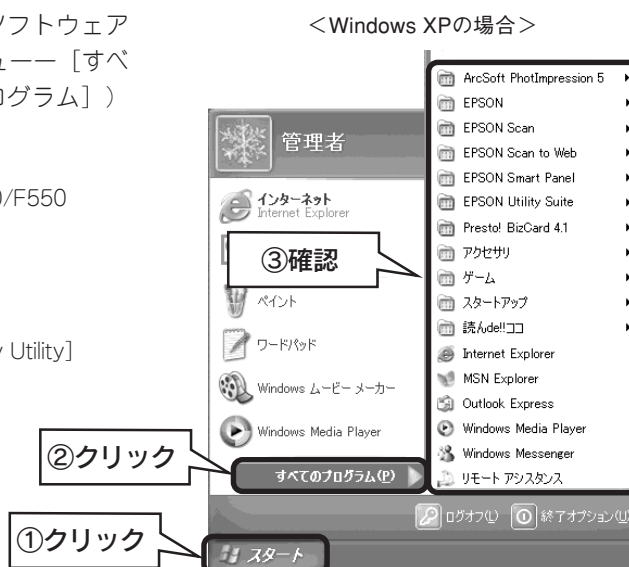 ソフトウェア
ューー［すべ
ログラム］）
0/F550
y Utility]
＜Windows XPの場合＞
管理者
インターネット
Internet Explorer
③確認
ペイント
ワードパッド
Windows ムービー メーカー
Windows Media Player
②クリック
すべてのプログラム(P)
ArcSoft PhotImpression 5
EPSON
EPSON Scan
EPSON Scan to Web
EPSON Smart Panel
EPSON Utility Suite
Presto! BizCard 4.1
アクセサリ
ゲーム
スタートアップ
読んde!!ココ
Internet Explorer
MSN Explorer
Outlook Express
Windows Media Player
Windows Messenger
リモート アシスタンス
ログオフ(L)
終了オプション(U)
①クリック
スタート